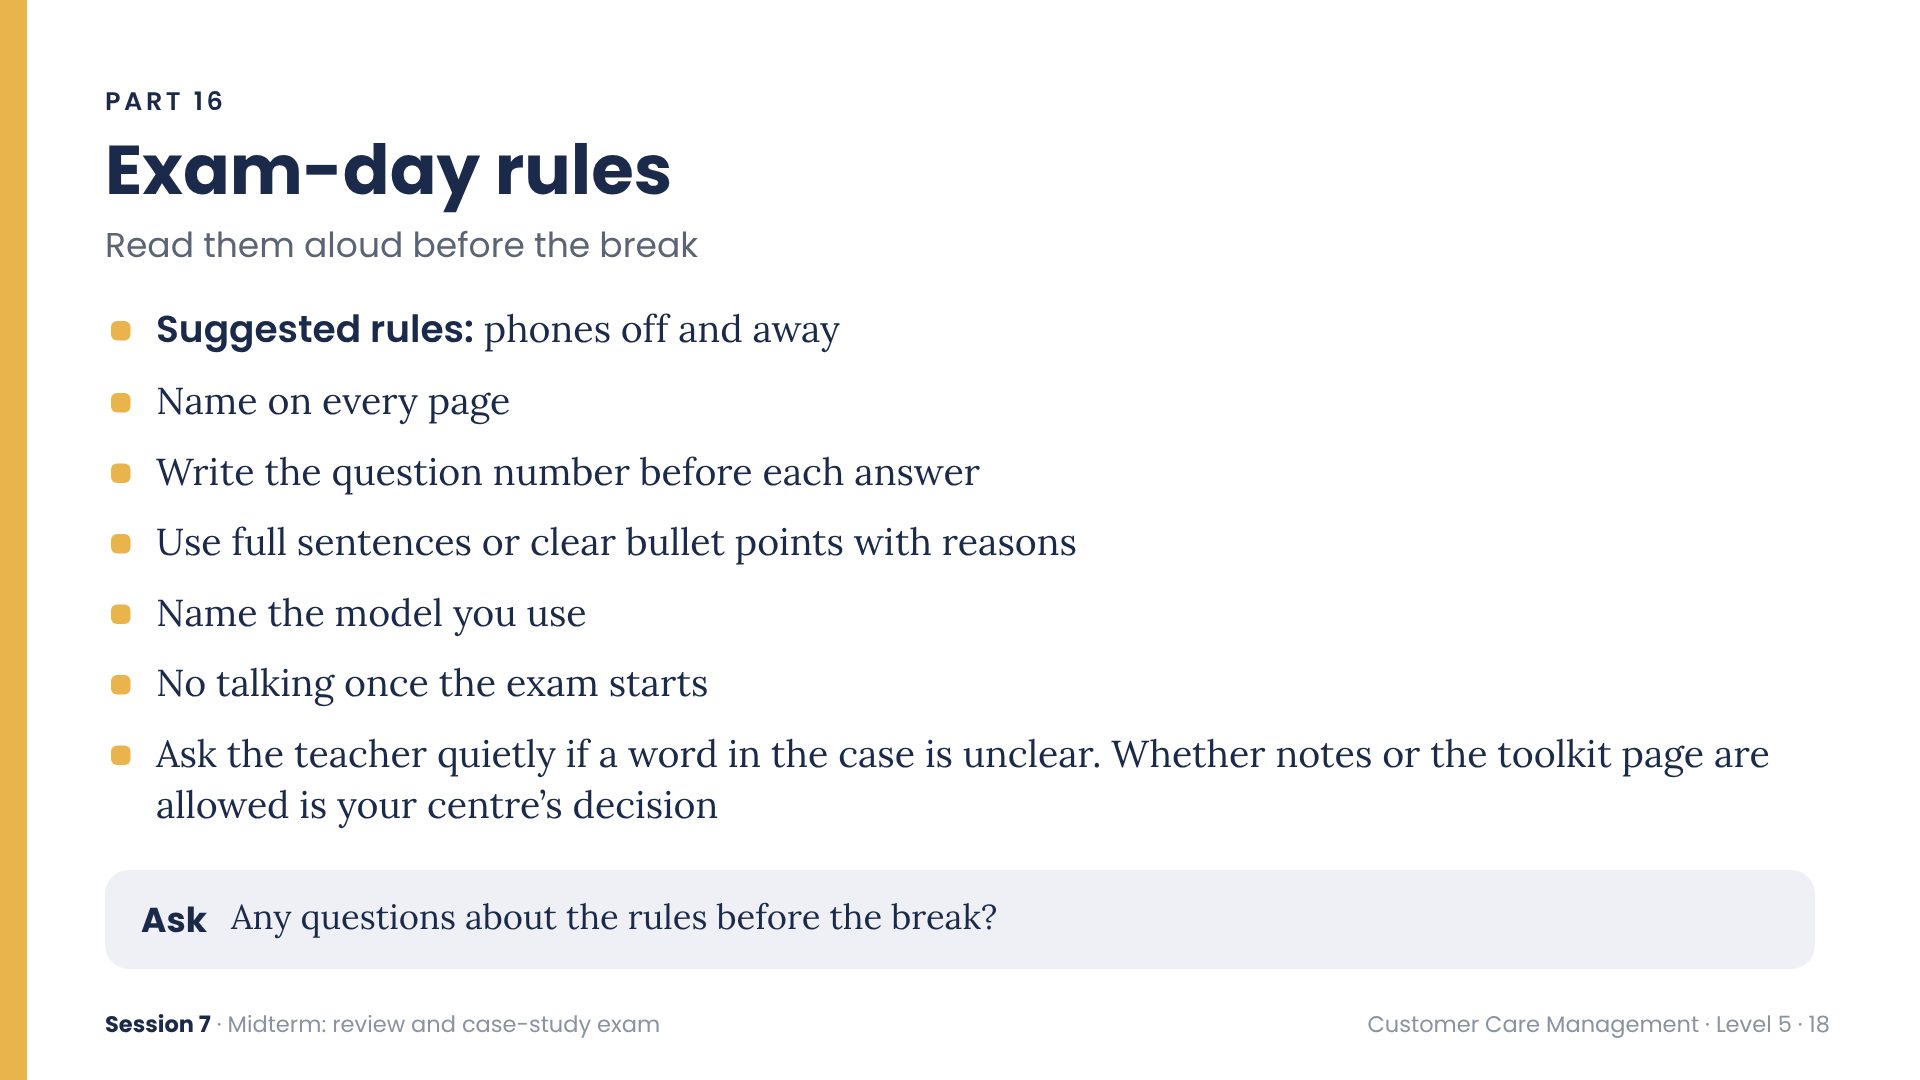 PART 16
Exam-day rules
Read them aloud before the break
Suggested rules: phones off and away
Name on every page
Write the question number before each answer
Use full sentences or clear bullet points with reasons
Name the model you use
No talking once the exam starts
Ask the teacher quietly if a word in the case is unclear. Whether notes or the toolkit page are
allowed is your centre’s decision
Ask Any questions about the rules before the break?
Session 7 · Midterm: review and case-study exam
Customer Care Management · Level 5 · 18